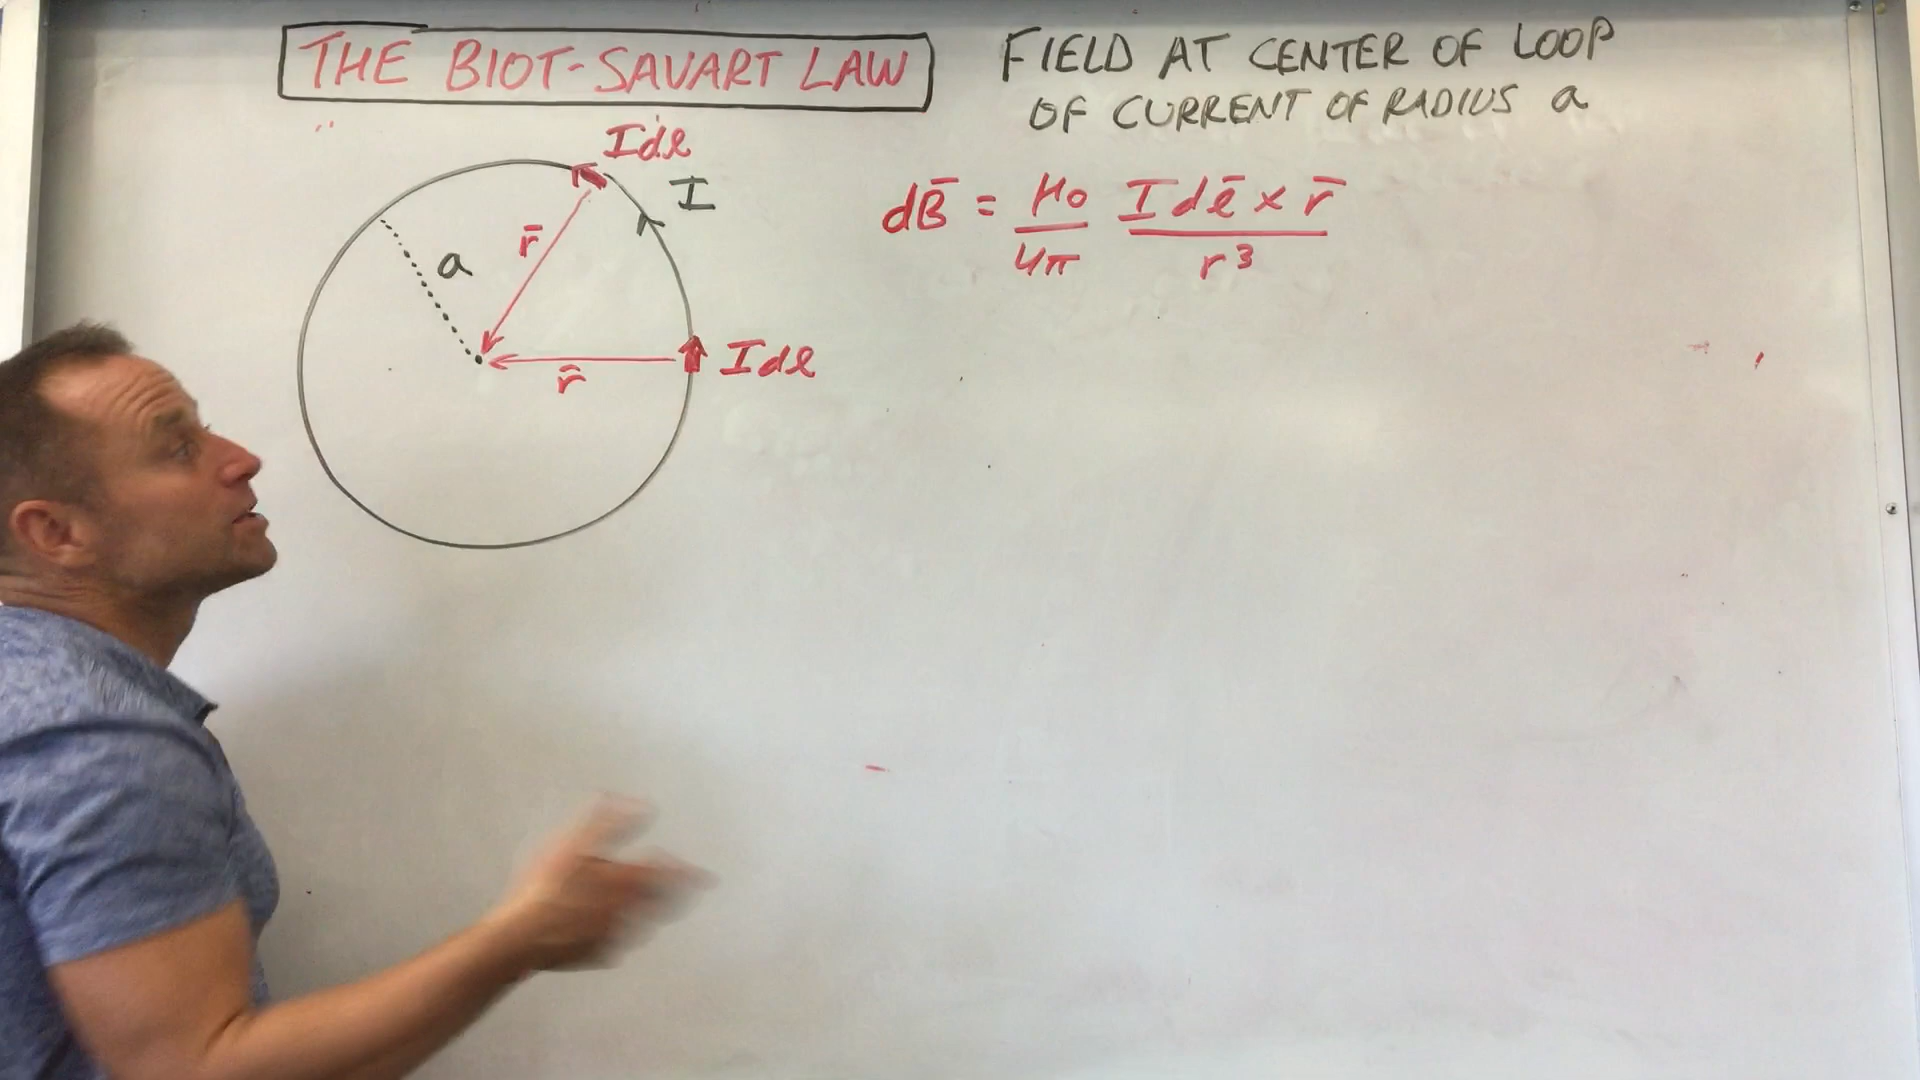 THE BIOT-SAVART LAW
FIELD AT CENTER OF LOOP
OF CURRENT OF RADIUS a
Idl
I
r̄
a
dB̄ = μ₀/4π Idl̄ × r̄/r³
Idl
r̄